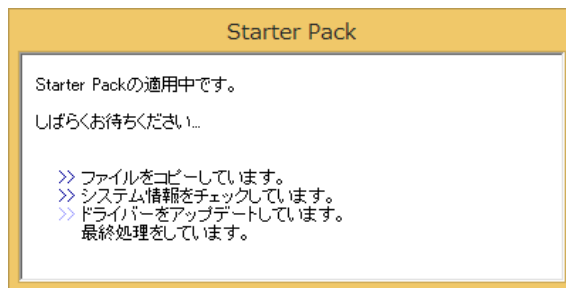 Starter Pack
Starter Packの適用中です。
しばらくお待ちください...
>> ファイルをコピーしています。
>> システム情報をチェックしています。
>> ドライバーをアップデートしています。
最終処理をしています。